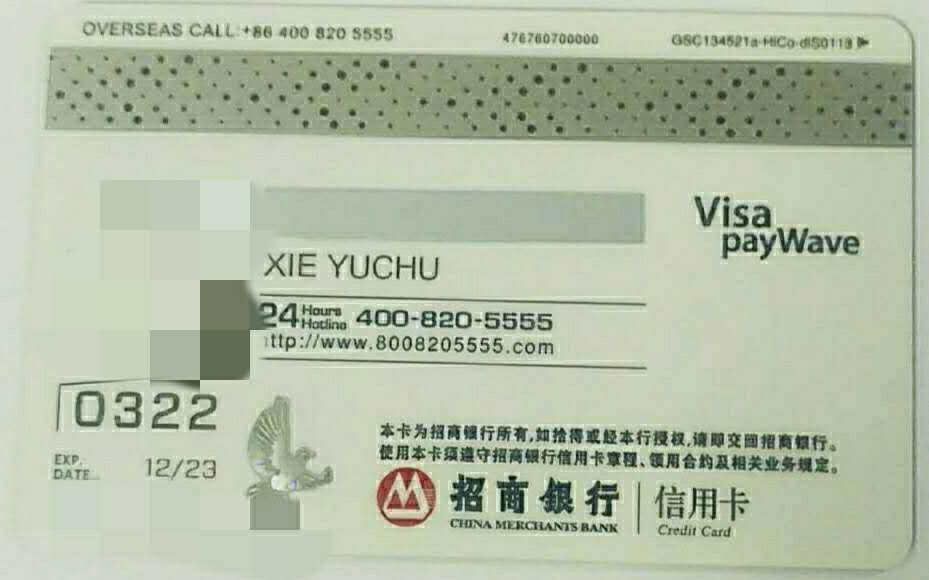 OVERSEAS CALL:+86 400 820 5555
476760700000
GSC134521a-HiCo-dIS0118
Visa
payWave
XIE YUCHU
24 Hours Hotline 400-820-5555
ttp://www.8008205555.com
0322
EXP. DATE 12/23
本卡为招商银行所有,如拾得或经本行授权,请即交回招商银行。
使用本卡须遵守招商银行信用卡章程、领用合约及相关业务规定。
招商银行 信用卡
CHINA MERCHANTS BANK Credit Card